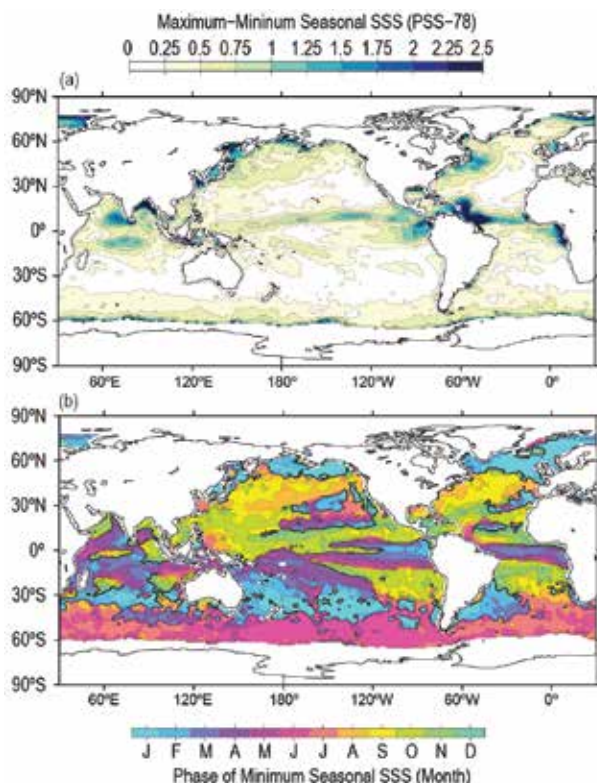 Maximum-Mininum Seasonal SSS (PSS-78)
0 0.25 0.5 0.75 1 1.25 1.5 1.75 2 2.25 2.5
(a)
90°N
60°N
30°N
0°
30°S
60°S
90°S
60°E 120°E 180° 120°W 60°W 0°
(b)
90°N
60°N
30°N
0°
30°S
60°S
90°S
60°E 120°E 180° 120°W 60°W 0°
J F M A M J J A S O N D
Phase of Minimum Seasonal SSS (Month)